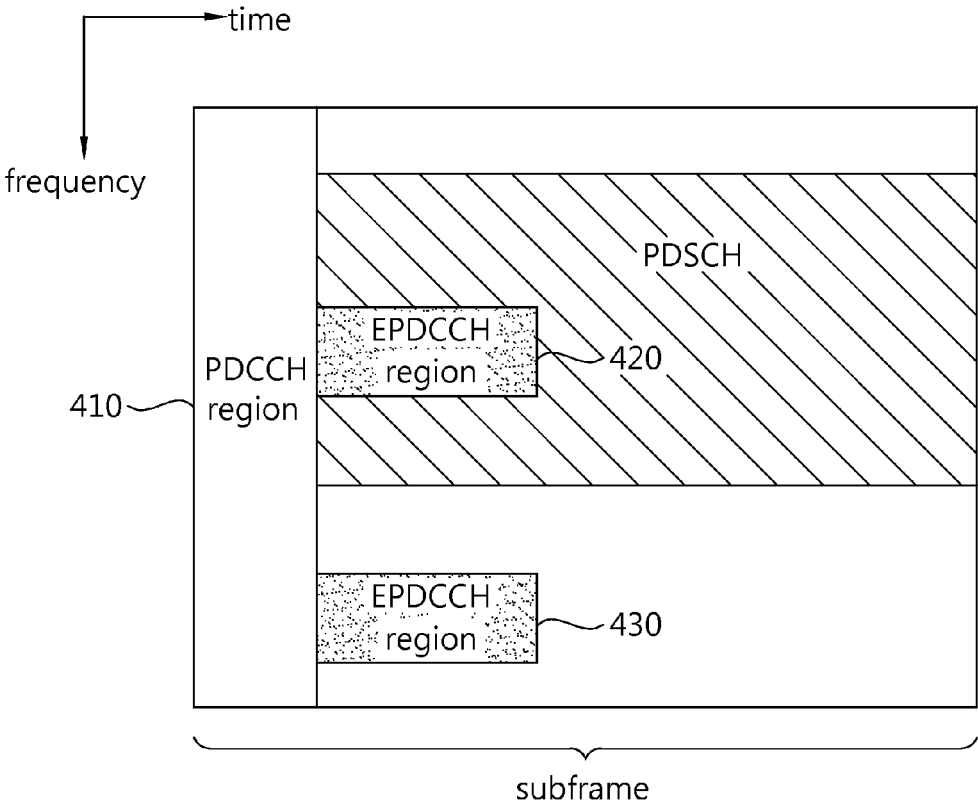 time
frequency
PDSCH
EPDCCH
region
420
PDCCH
region
410
EPDCCH
region
430
subframe